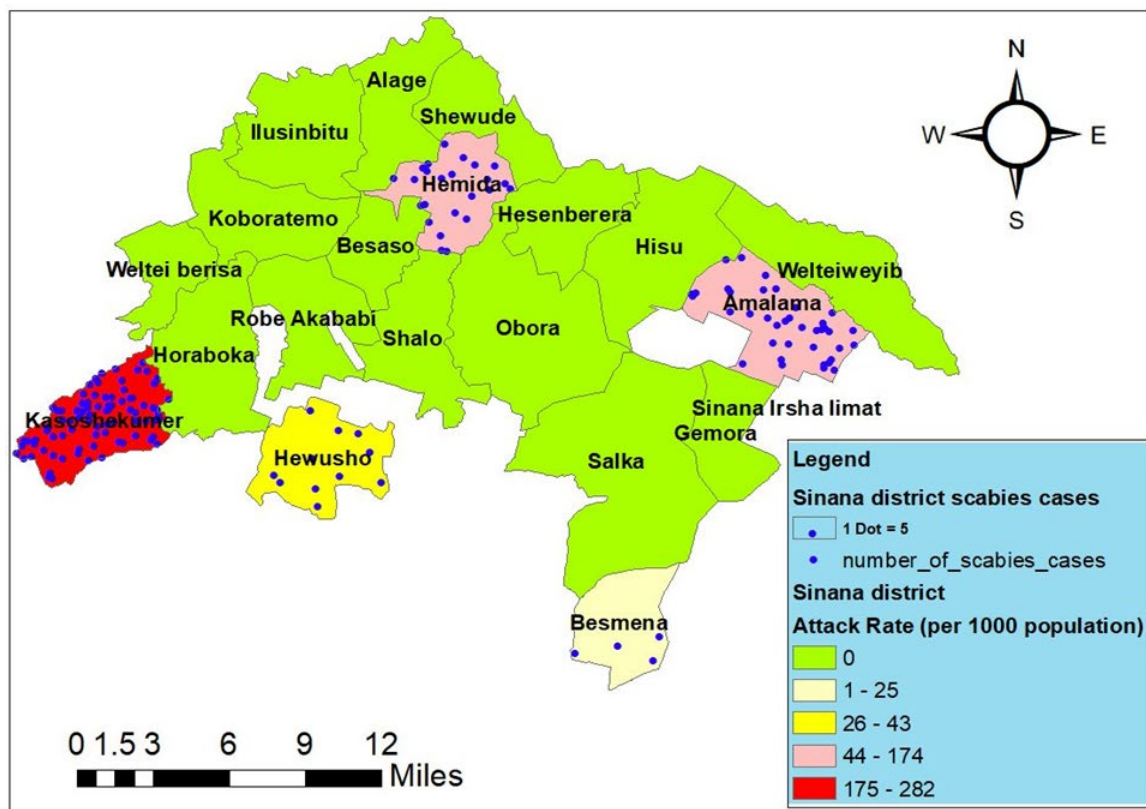 Alage
N
Shewude
Ilusinbitu
W
E
Hemida
S
Koboratemo
Hesenberera
Besaso
Hisu
Weltei berisa
Welteiweyib
Amalama
Robe Akababi
Obora
Shalo
Horaboka
Sinana Irsha limat
Kasoshekumer
Gemora
Hewusho
Salka
Besmena
Legend
Sinana district scabies cases
1 Dot = 5
number_of_scabies_cases
Sinana district
Attack Rate (per 1000 population)
0
1 - 25
26 - 43
44 - 174
175 - 282
0 1.5 3 6 9 12
Miles